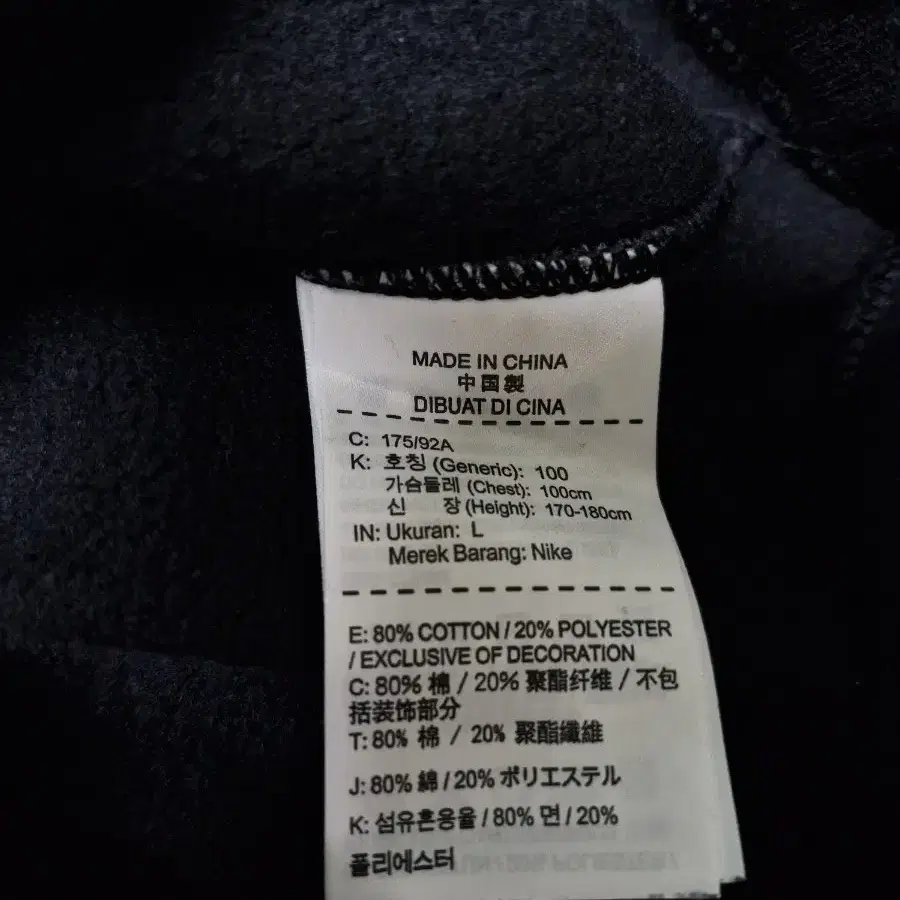 MADE IN CHINA
中国製
DIBUAT DI CINA
C: 175/92A
K: 호칭 (Generic): 100
가슴둘레 (Chest): 100cm
신 장 (Height): 170-180cm
IN: Ukuran: L
Merek Barang: Nike
E: 80% COTTON / 20% POLYESTER
/ EXCLUSIVE OF DECORATION
C: 80% 棉 / 20% 聚酯纤维 / 不包
括装饰部分
T: 80% 棉 / 20% 聚酯纖維
J: 80% 綿 / 20% ポリエステル
K: 섬유혼용율 / 80% 면 / 20%
폴리에스터